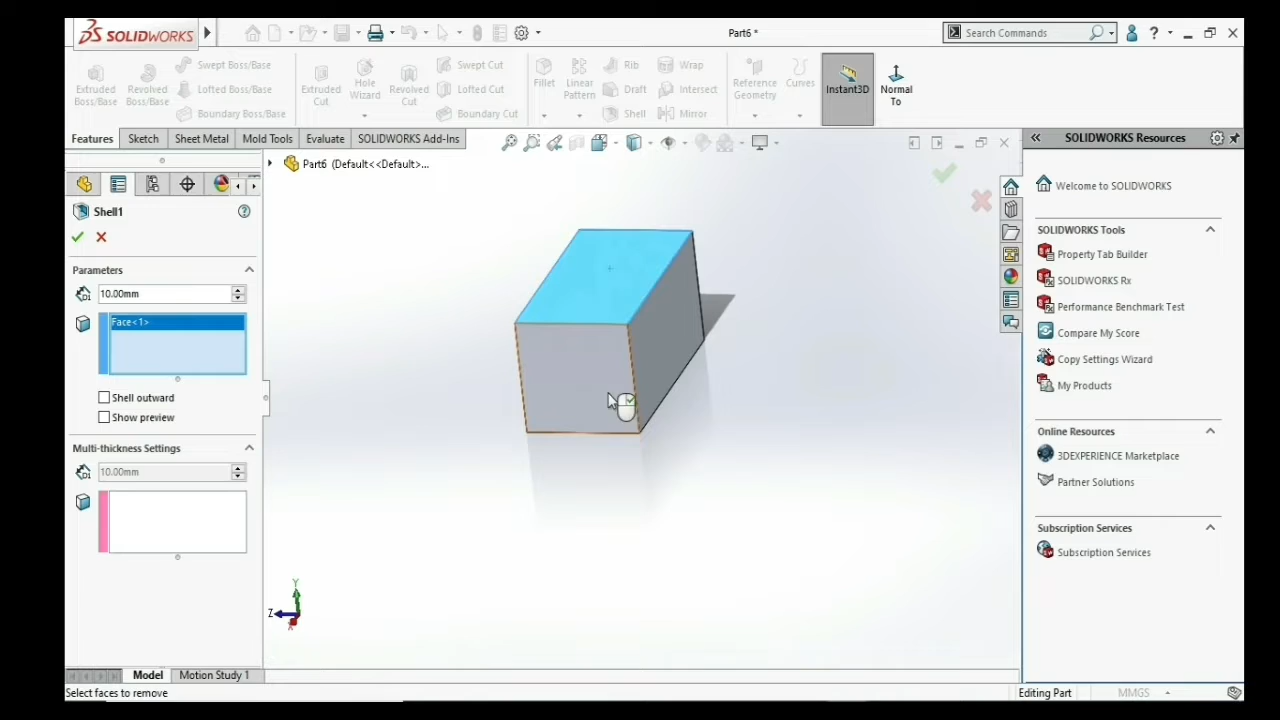 SOLIDWORKS
Part6 *
Search Commands
?
Extruded
Boss/Base
Revolved
Boss/Base
Swept Boss/Base
Lofted Boss/Base
Boundary Boss/Base
Extruded
Cut
Hole
Wizard
Revolved
Cut
Swept Cut
Lofted Cut
Boundary Cut
Fillet
Linear
Pattern
Rib
Draft
Shell
Wrap
Intersect
Mirror
Reference
Geometry
Curves
Instant3D
Normal
To
Features
Sketch
Sheet Metal
Mold Tools
Evaluate
SOLIDWORKS Add-Ins
Part6 (Default<<Default>...
Shell1
?
Parameters
10.00mm
Face<1>
Shell outward
Show preview
Multi-thickness Settings
10.00mm
Y
Z
X
SOLIDWORKS Resources
Welcome to SOLIDWORKS
SOLIDWORKS Tools
Property Tab Builder
SOLIDWORKS Rx
Performance Benchmark Test
Compare My Score
Copy Settings Wizard
My Products
Online Resources
3DEXPERIENCE Marketplace
Partner Solutions
Subscription Services
Subscription Services
Model
Motion Study 1
Select faces to remove
Editing Part
MMGS